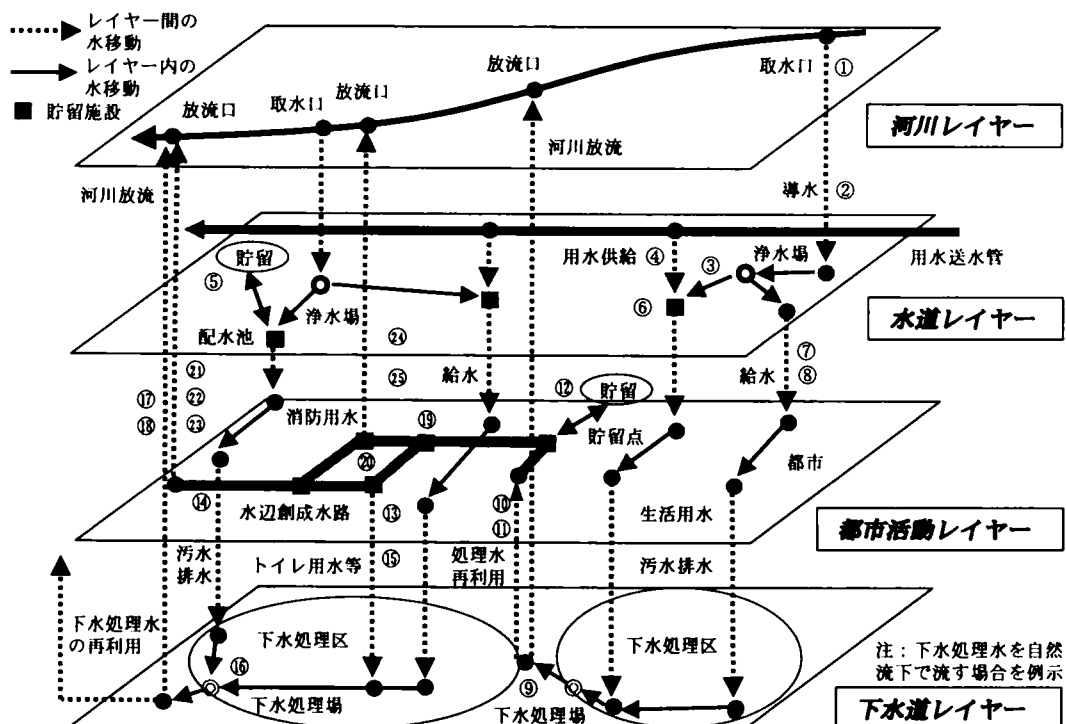 レイヤー間の
水移動
レイヤー内の
水移動
貯留施設
放流口
取水口
放流口
放流口
取水口
①
河川レイヤー
河川放流
河川放流
導水
②
貯留
⑤
浄水場
配水池
用水供給
④
③
浄水場
用水送水管
⑥
水道レイヤー
㉔
㉕
給水
⑦
⑧
給水
⑰
⑱
㉑
㉒
㉓
消防用水
⑲
⑳
⑫
貯留
貯留点
都市
⑭
水辺創成水路
⑬
⑩
⑪
生活用水
都市活動レイヤー
汚水
排水
トイレ用水等
⑮
処理水
再利用
汚水排水
下水処理水
の再利用
下水処理区
⑯
下水処理場
下水処理区
⑨
下水処理場
注：下水処理水を自然
流下で流す場合を例示
下水道レイヤー